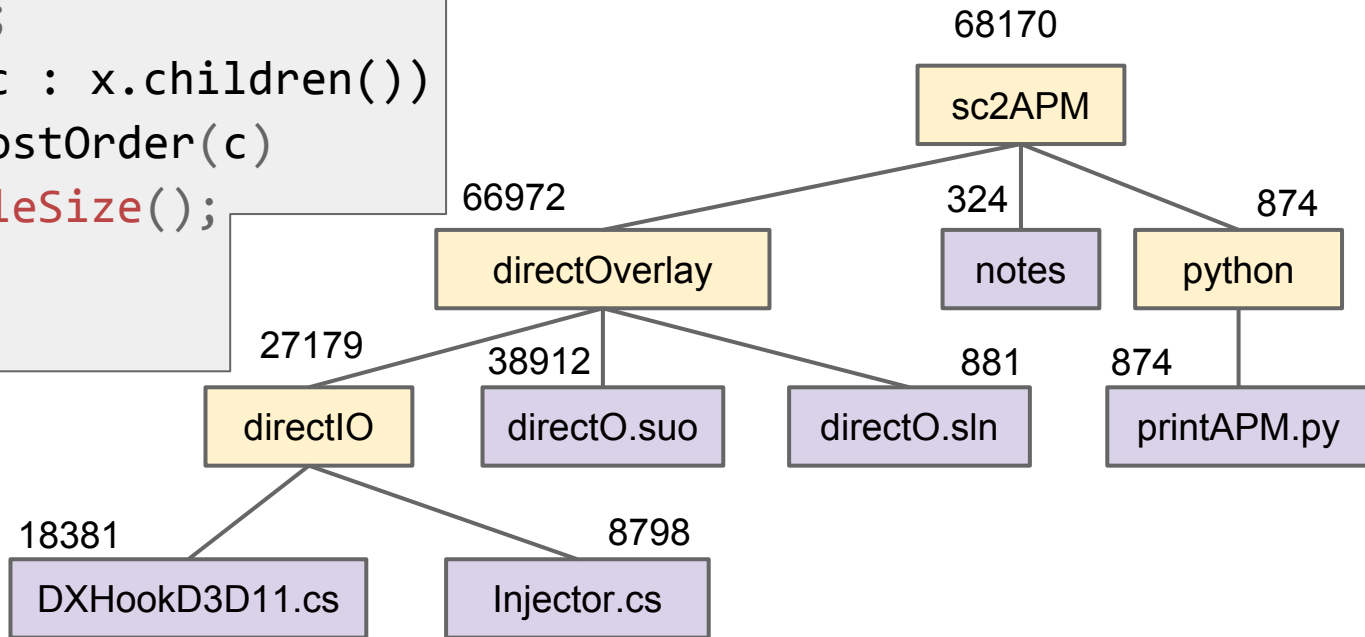 c : x.children())
ostOrder(c)
leSize();
68170
sc2APM
66972
324
874
directOverlay
notes
python
27179
38912
881
874
directIO
directO.suo
directO.sln
printAPM.py
18381
8798
DXHookD3D11.cs
Injector.cs